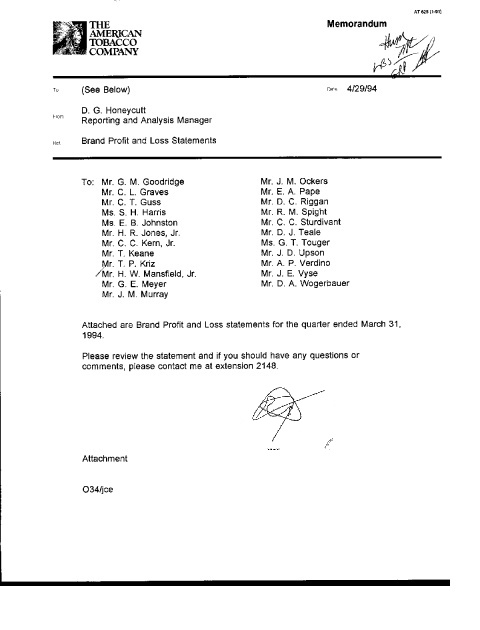 AT 625 (1/91)
THE
AMERICAN
TOBACCO
COMPANY
Memorandum
To (See Below)
Date 4/29/94
From D. G. Honeycutt
Reporting and Analysis Manager
Ref. Brand Profit and Loss Statements
To: Mr. G. M. Goodridge
Mr. C. L. Graves
Mr. C. T. Guss
Ms. S. H. Harris
Ms. E. B. Johnston
Mr. H. R. Jones, Jr.
Mr. C. C. Kern, Jr.
Mr. T. Keane
Mr. T. P. Kriz
Mr. H. W. Mansfield, Jr.
Mr. G. E. Meyer
Mr. J. M. Murray
Mr. J. M. Ockers
Mr. E. A. Pape
Mr. D. C. Riggan
Mr. R. M. Spight
Mr. C. C. Sturdivant
Mr. D. J. Teale
Ms. G. T. Touger
Mr. J. D. Upson
Mr. A. P. Verdino
Mr. J. E. Vyse
Mr. D. A. Wogerbauer
Attached are Brand Profit and Loss statements for the quarter ended March 31,
1994.
Please review the statement and if you should have any questions or
comments, please contact me at extension 2148.
Attachment
O34/jce